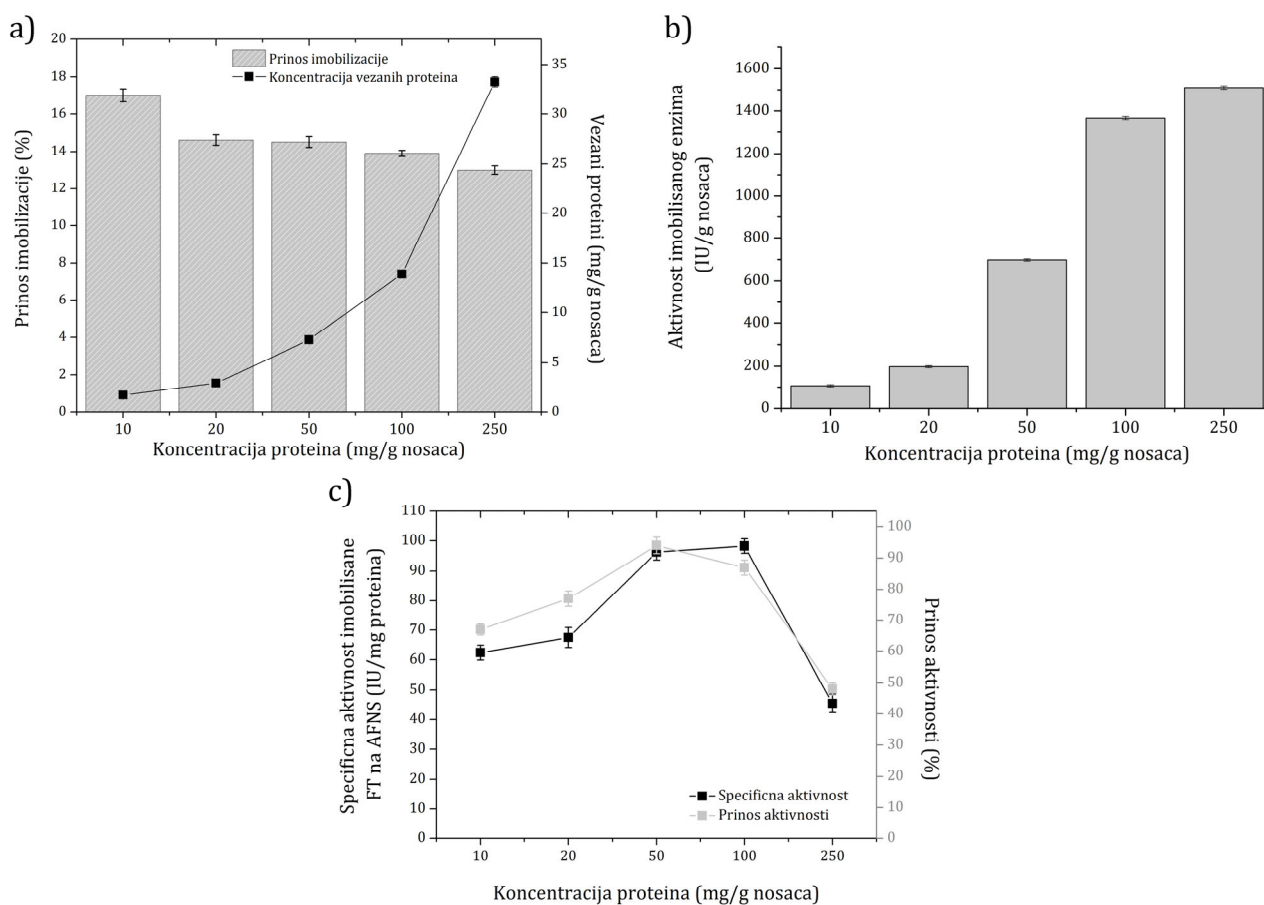 a)
Prinos imobilizacije
Koncentracija vezanih proteina
Prinos imobilizacije (%)
20
18
16
14
12
10
8
6
4
2
0
Vezani proteini (mg/g nosaca)
35
30
25
20
15
10
5
0
10 20 50 100 250
Koncentracija proteina (mg/g nosaca)
b)
Aktivnost imobilisanog enzima
(IU/g nosaca)
1600
1400
1200
1000
800
600
400
200
0
10 20 50 100 250
Koncentracija proteina (mg/g nosaca)
c)
Specificna aktivnost imobilisane
FT na AFNS (IU/mg proteina)
110
100
90
80
70
60
50
40
30
20
10
0
Prinos aktivnosti (%)
100
90
80
70
60
50
40
30
20
10
0
Specificna aktivnost
Prinos aktivnosti
10 20 50 100 250
Koncentracija proteina (mg/g nosaca)